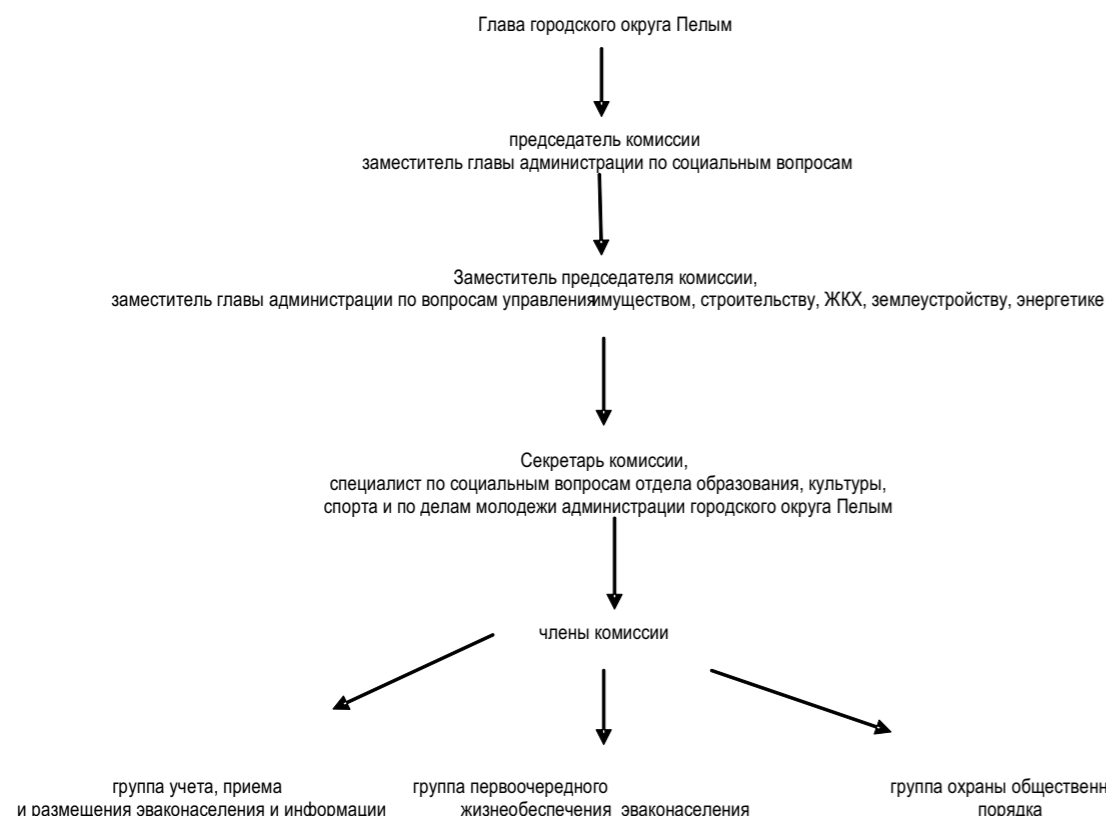 Глава городского округа Пелым
председатель комиссии
заместитель главы администрации по социальным вопросам
Заместитель председателя комиссии,
заместитель главы администрации по вопросам управления имуществом, строительству, ЖКХ, землеустройству, энергетике
Секретарь комиссии,
специалист по социальным вопросам отдела образования, культуры,
спорта и по делам молодежи администрации городского округа Пелым
члены комиссии
группа учета, приема
и размещения эваконаселения и информации
группа первоочередного
жизнеобеспечения эваконаселения
группа охраны общественн
порядка